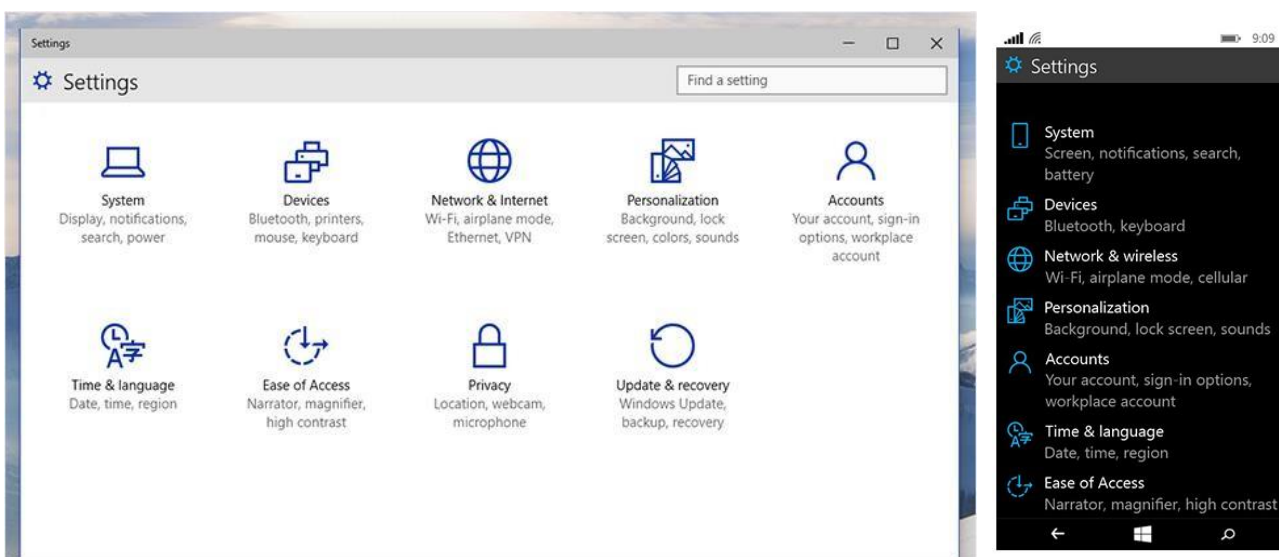 Settings
Settings
Find a setting
System
Display, notifications,
search, power
Devices
Bluetooth, printers,
mouse, keyboard
Network & Internet
Wi-Fi, airplane mode,
Ethernet, VPN
Personalization
Background, lock
screen, colors, sounds
Accounts
Your account, sign-in
options, workplace
account
Time & language
Date, time, region
Ease of Access
Narrator, magnifier,
high contrast
Privacy
Location, webcam,
microphone
Update & recovery
Windows Update,
backup, recovery
9:09
Settings
System
Screen, notifications, search,
battery
Devices
Bluetooth, keyboard
Network & wireless
Wi-Fi, airplane mode, cellular
Personalization
Background, lock screen, sounds
Accounts
Your account, sign-in options,
workplace account
Time & language
Date, time, region
Ease of Access
Narrator, magnifier, high contrast